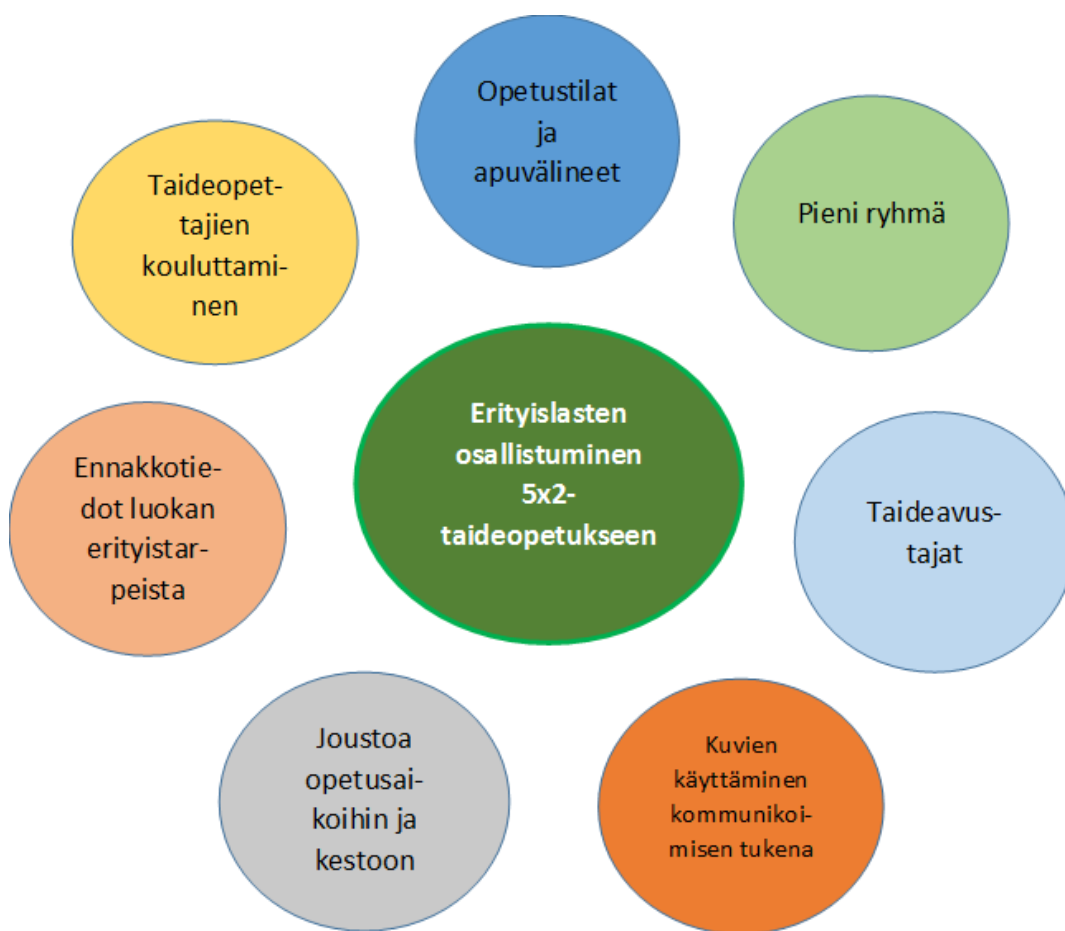 Opetustilat
ja
apuvälineet
Pieni ryhmä
Taideavus-
tajat
Kuvien
käyttäminen
kommunikoi-
misen tukena
Joustoa
opetusai-
koihin ja
kestoon
Ennakkotie-
dot luokan
erityistar-
peista
Taideopet-
tajien
kouluttami-
nen
Erityislasten
osallistuminen
5x2-
taideopetukseen